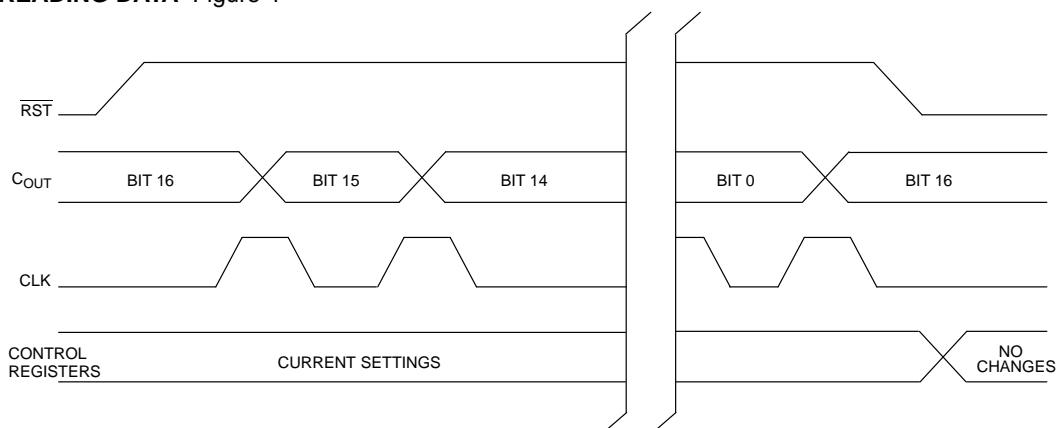 READING DATA Figure 4
RST
COUT BIT 16 BIT 15 BIT 14 BIT 0 BIT 16
CLK
CONTROL REGISTERS CURRENT SETTINGS NO CHANGES